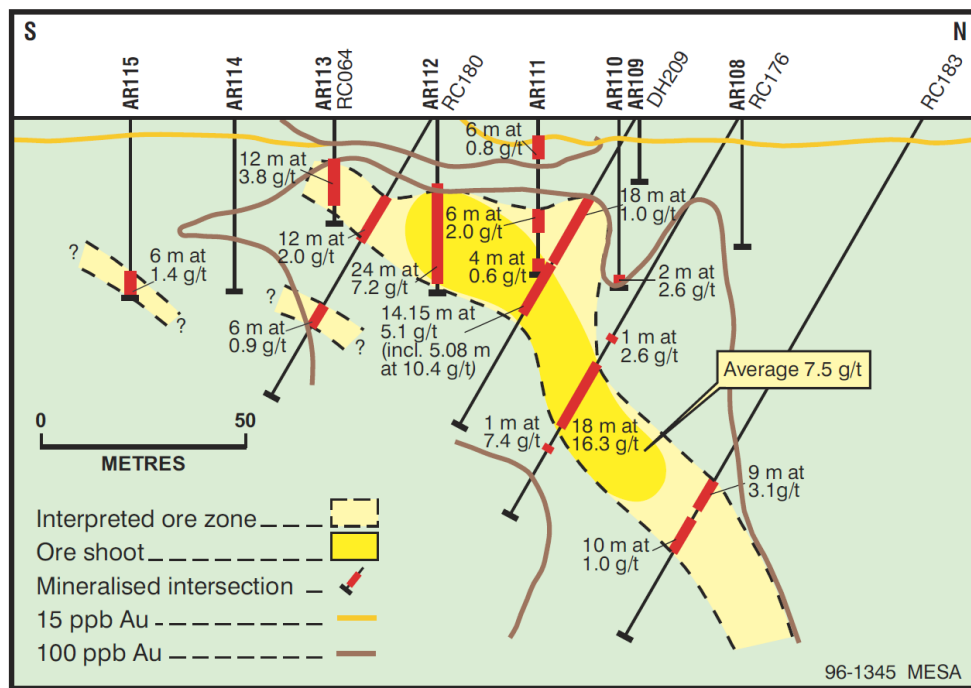 S
N
AR115
AR114
AR113
RC064
AR112
RC180
AR111
AR110
AR109
DH209
AR108
RC176
RC183
6 m at
0.8 g/t
12 m at
3.8 g/t
18 m at
1.0 g/t
6 m at
2.0 g/t
12 m at
2.0 g/t
?
6 m at
1.4 g/t
?
4 m at
0.6 g/t
24 m at
7.2 g/t
2 m at
2.6 g/t
?
6 m at
0.9 g/t
?
14.15 m at
5.1 g/t
(incl. 5.08 m
at 10.4 g/t)
1 m at
2.6 g/t
Average 7.5 g/t
0
50
METRES
1 m at
7.4 g/t
18 m at
16.3 g/t
9 m at
3.1g/t
10 m at
1.0 g/t
Interpreted ore zone
Ore shoot
Mineralised intersection
15 ppb Au
100 ppb Au
96-1345 MESA